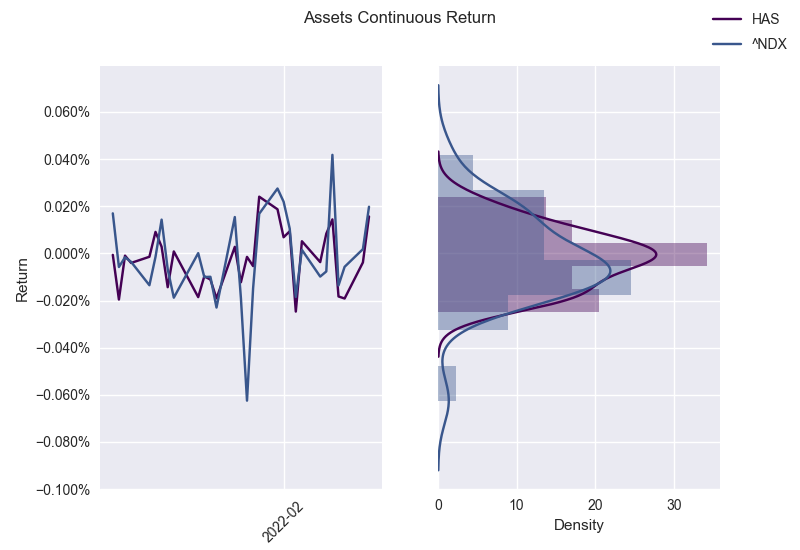 Assets Continuous Return
HAS
^NDX
0.060%
0.040%
0.020%
0.000%
−0.020%
−0.040%
−0.060%
−0.080%
−0.100%
Return
2022-02
0
10
20
30
Density